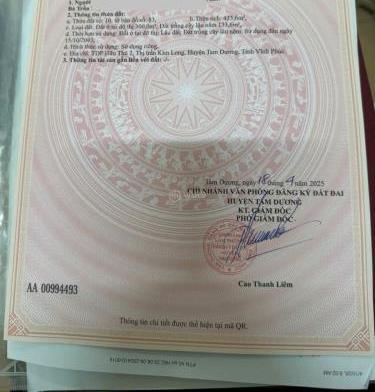 1. Người
Bà Trần
2. Thông tin thửa đất:
a. Thửa đất số: 10, tờ bản đồ số: 83; b. Diện tích: 433,6m²,
c. Loại đất: Đất ở tại đô thị 300,0m²; Đất trồng cây lâu năm 133,6m²,
d. Thời hạn sử dụng: Đất ở tại đô thị: Lâu dài; Đất trồng cây lâu năm: Sử dụng đến ngày
15/10/2063;
đ. Hình thức sử dụng: Sử dụng riêng.
e. Địa chỉ: TDP Hữu Thủ 2, Thị trấn Kim Long, Huyện Tam Dương, Tỉnh Vĩnh Phúc.
3. Thông tin tài sản gắn liền với đất: -/-
Tam Dương, ngày 18 tháng 4 năm 2025
CHI NHÁNH VĂN PHÒNG ĐĂNG KÝ ĐẤT ĐAI
HUYỆN TAM DƯƠNG
KT. GIÁM ĐỐC
PHÓ GIÁM ĐỐC
Cao Thanh Liêm
AA 00994493
Thông tin chi tiết được thể hiện tại mã QR.